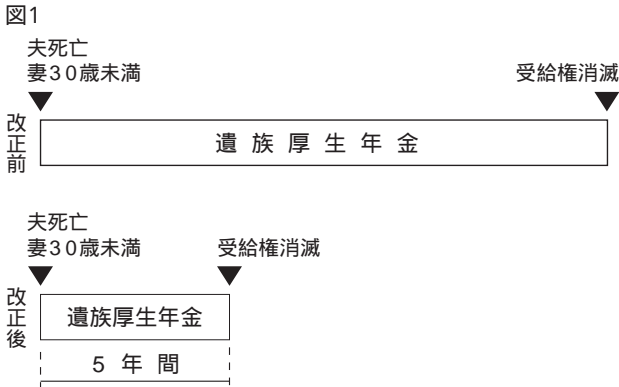 図1
夫死亡
妻30歳未満
受給権消滅
改正前
遺族厚生年金
夫死亡
妻30歳未満
受給権消滅
改正後
遺族厚生年金
5年間